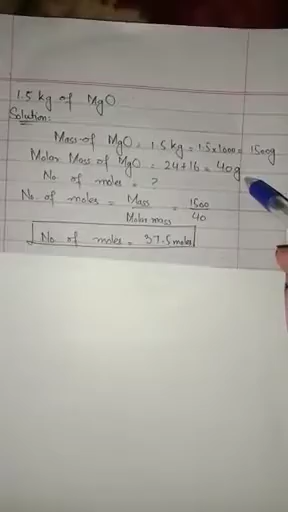 1.5 kg of MgO
Solution:
Mass of MgO = 1.5 kg = 1.5 x 1000 = 1500g
Molar Mass of MgO = 24+16 = 40g
No. of moles = ?
No. of moles = Mass / Molar mass = 1500 / 40
No. of moles = 37.5 moles